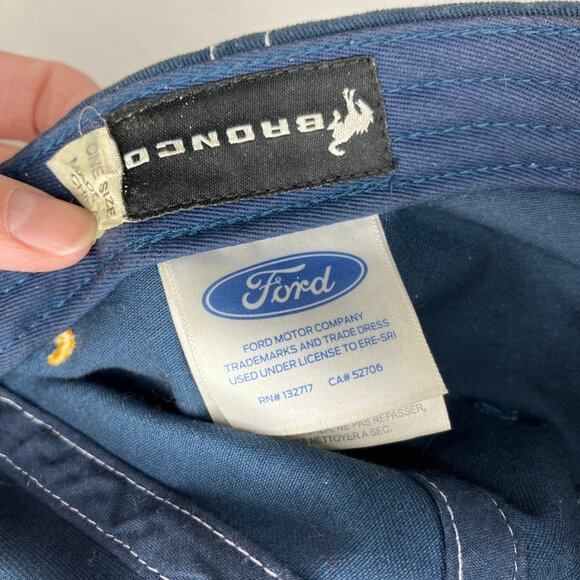 BRONCO
ONE SIZE
Ford
FORD MOTOR COMPANY
TRADEMARKS AND TRADE DRESS
USED UNDER LICENSE TO ERE-SRI
RN# 132717 CA# 52706
NE PAS REPASSER,
NETTOYER A SEC.